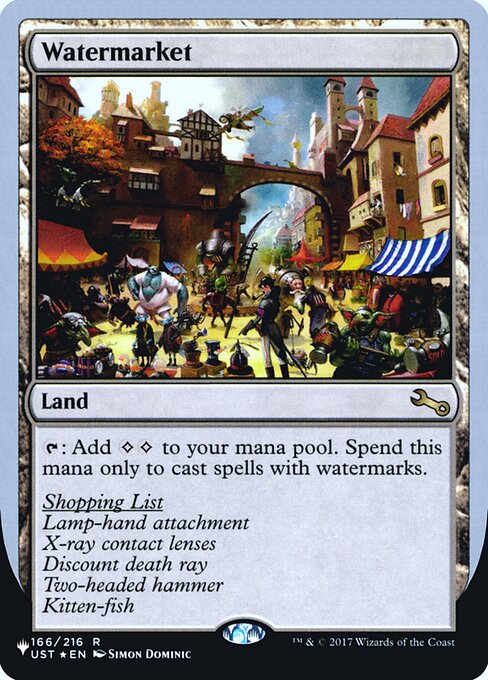 Watermarket
Land
: Add to your mana pool. Spend this
mana only to cast spells with watermarks.
Shopping List
Lamp-hand attachment
X-ray contact lenses
Discount death ray
Two-headed hammer
Kitten-fish
166/216 R
UST ★ EN Simon Dominic
™ & © 2017 Wizards of the Coast